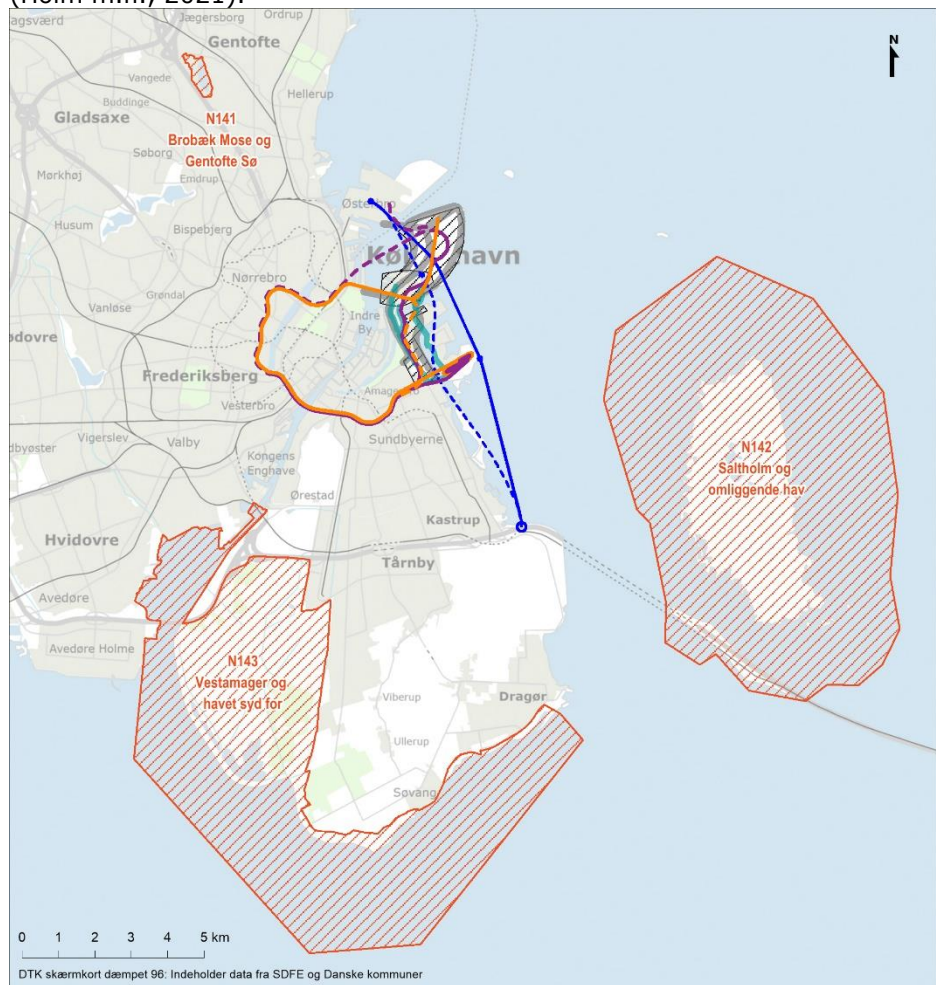 (Holm m.fl., 2021).
Jægersborg
Ordrup
Gentofte
Vangede
Hellerup
Buddinge
Gladsaxe
N141
Brobæk Mose og
Gentofte Sø
Søborg
Emdrup
Mørkhøj
Østerbro
Husum
Bispebjerg
København
Nørrebro
Grøndal
Vanløse
Indre
By
Frederiksberg
Amagerbro
Vesterbro
Vigerslev
Valby
Sundbyerne
Kongens
Enghave
N142
Saltholm og
omliggende hav
Ørestad
Kastrup
Hvidovre
Tårnby
Avedøre
Avedøre Holme
N143
Vestamager og
havet syd for
Viberup
Dragør
Ullerup
Søvang
N
0 1 2 3 4 5 km
DTK skærmkort dæmpet 96: Indeholder data fra SDFE og Danske kommuner